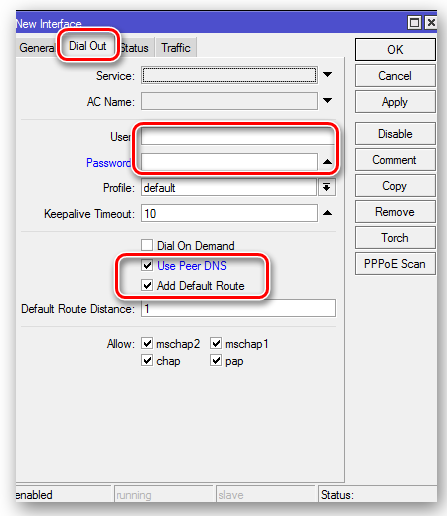 New Interface
General Dial Out Status Traffic
OK
Service:
Cancel
AC Name:
Apply
User
Disable
Password
Comment
Profile: default
Copy
Keepalive Timeout: 10
Remove
Dial On Demand
Torch
Use Peer DNS
PPPoE Scan
Add Default Route
Default Route Distance: 1
Allow: mschap2 mschap1
chap pap
enabled running slave Status: